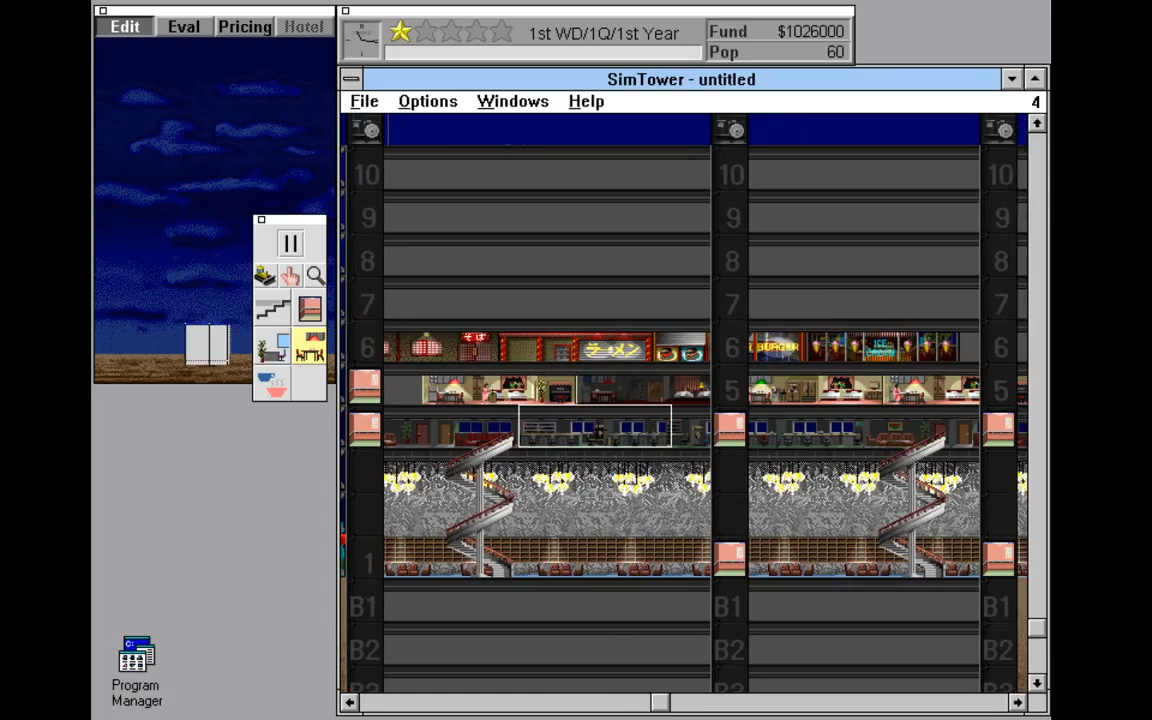 Edit Eval Pricing Hotel
1st WD/1Q/1st Year
Fund $1026000
Pop 60
SimTower - untitled
File Options Windows Help 4
10 10 10
9 9 9
8 8 8
7 7 7
そば
ラーメン
BURGER
ICE
6 6 6
5 5
1
B1 B1 B1
B2 B2 B2
C:\
Program
Manager